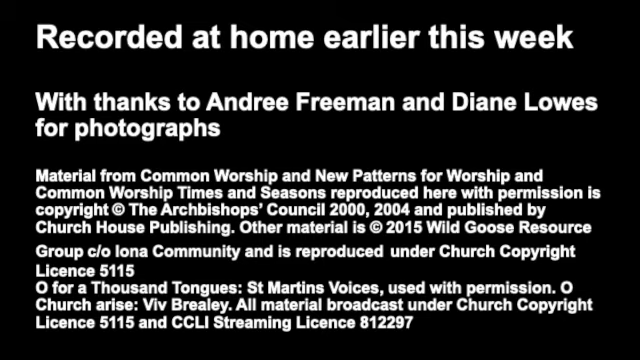 Recorded at home earlier this week
With thanks to Andree Freeman and Diane Lowes
for photographs
Material from Common Worship and New Patterns for Worship and
Common Worship Times and Seasons reproduced here with permission is
copyright © The Archbishops' Council 2000, 2004 and published by
Church House Publishing. Other material is © 2015 Wild Goose Resource
Group c/o Iona Community and is reproduced under Church Copyright
Licence 5115
O for a Thousand Tongues: St Martins Voices, used with permission. O
Church arise: Viv Brealey. All material broadcast under Church Copyright
Licence 5115 and CCLI Streaming Licence 812297